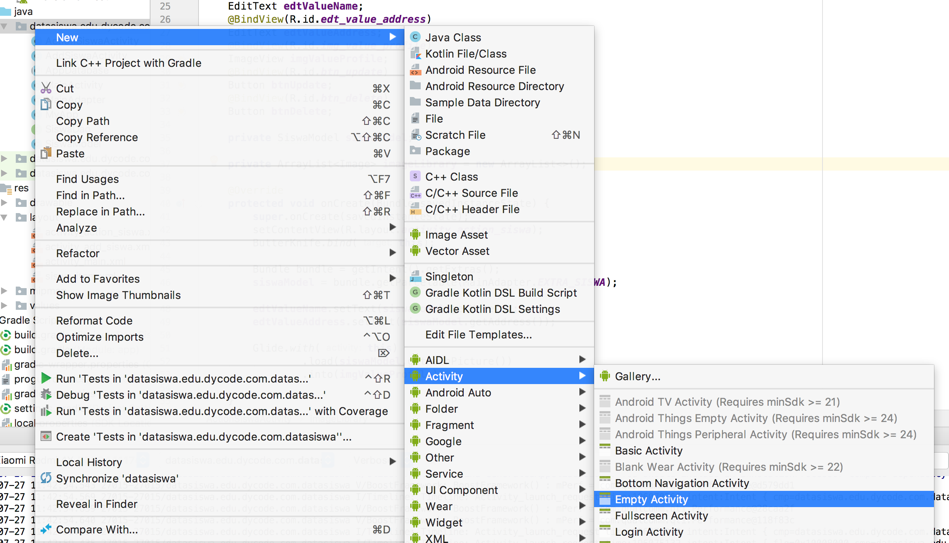 java
25
EditText edtValueName;
26
@BindView(R.id.edt_value_address)
datasiswa.edu.dycode.co
New
Link C++ Project with Gradle
Cut ⌘X
Copy ⌘C
Copy Path ⇧⌘C
Copy Reference ⌥⇧⌘C
Paste ⌘V
Find Usages ⌥F7
Find in Path... ⇧⌘F
Replace in Path... ⇧⌘R
Analyze
Refactor
Add to Favorites
Show Image Thumbnails ⇧⌘T
Reformat Code ⌥⌘L
Optimize Imports ^⌥O
Delete... ⌦
Run 'Tests in 'datasiswa.edu.dycode.com.datas...' ^⇧R
Debug 'Tests in 'datasiswa.edu.dycode.com.datas...' ^⇧D
Run 'Tests in 'datasiswa.edu.dycode.com.datas...' with Coverage
Create 'Tests in 'datasiswa.edu.dycode.com.datasiswa''...
Local History
Synchronize 'datasiswa'
Reveal in Finder
Compare With... ⌘D
Java Class
Kotlin File/Class
Android Resource File
Android Resource Directory
Sample Data Directory
File
Scratch File ⇧⌘N
Package
C++ Class
C/C++ Source File
C/C++ Header File
Image Asset
Vector Asset
Singleton
Gradle Kotlin DSL Build Script
Gradle Kotlin DSL Settings
Edit File Templates...
AIDL
Activity
Android Auto
Folder
Fragment
Google
Other
Service
UI Component
Wear
Widget
XML
Gallery...
Android TV Activity (Requires minSdk >= 21)
Android Things Empty Activity (Requires minSdk >= 24)
Android Things Peripheral Activity (Requires minSdk >= 24)
Basic Activity
Blank Wear Activity (Requires minSdk >= 22)
Bottom Navigation Activity
Empty Activity
Fullscreen Activity
Login Activity
res
Gradle S
build
build
grad
prog
grad
setti
local
iaomi R
07-27 1
07-27 1
07-27 1
07-27 1
WA);